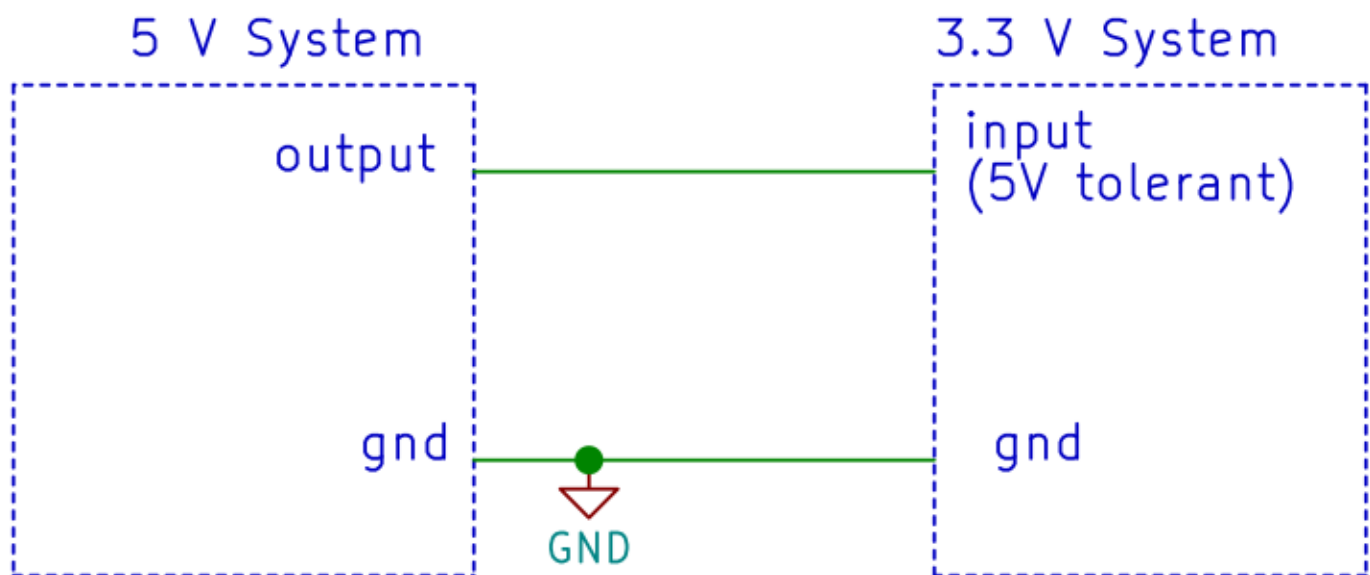 5 V System
3.3 V System
output
input
(5V tolerant)
gnd
gnd
GND